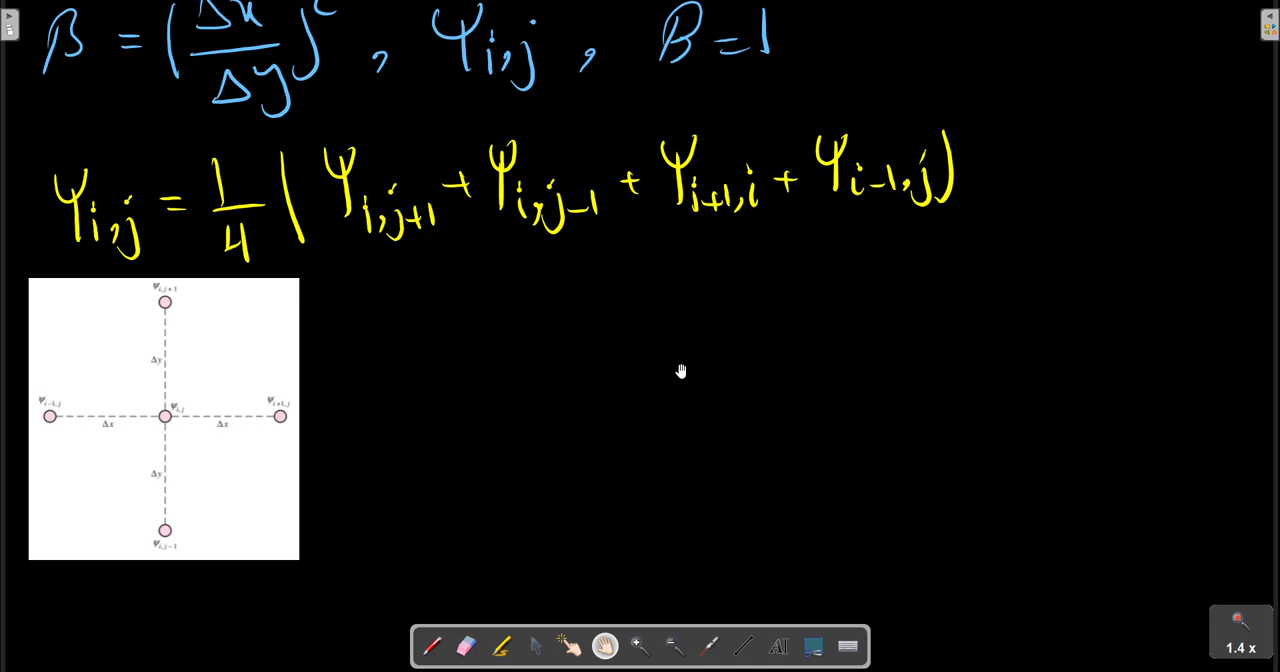 β = (Δx/Δy)², ψi,j, B=1
ψi,j = 1/4 ( ψi,j+1 + ψi,j−1 + ψi+1,i + ψi−1,j )
ψi,j+1
Δy
ψi−1,j ψi,j ψi+1,j
Δx Δx
Δy
ψi,j−1
AI
1.4 x